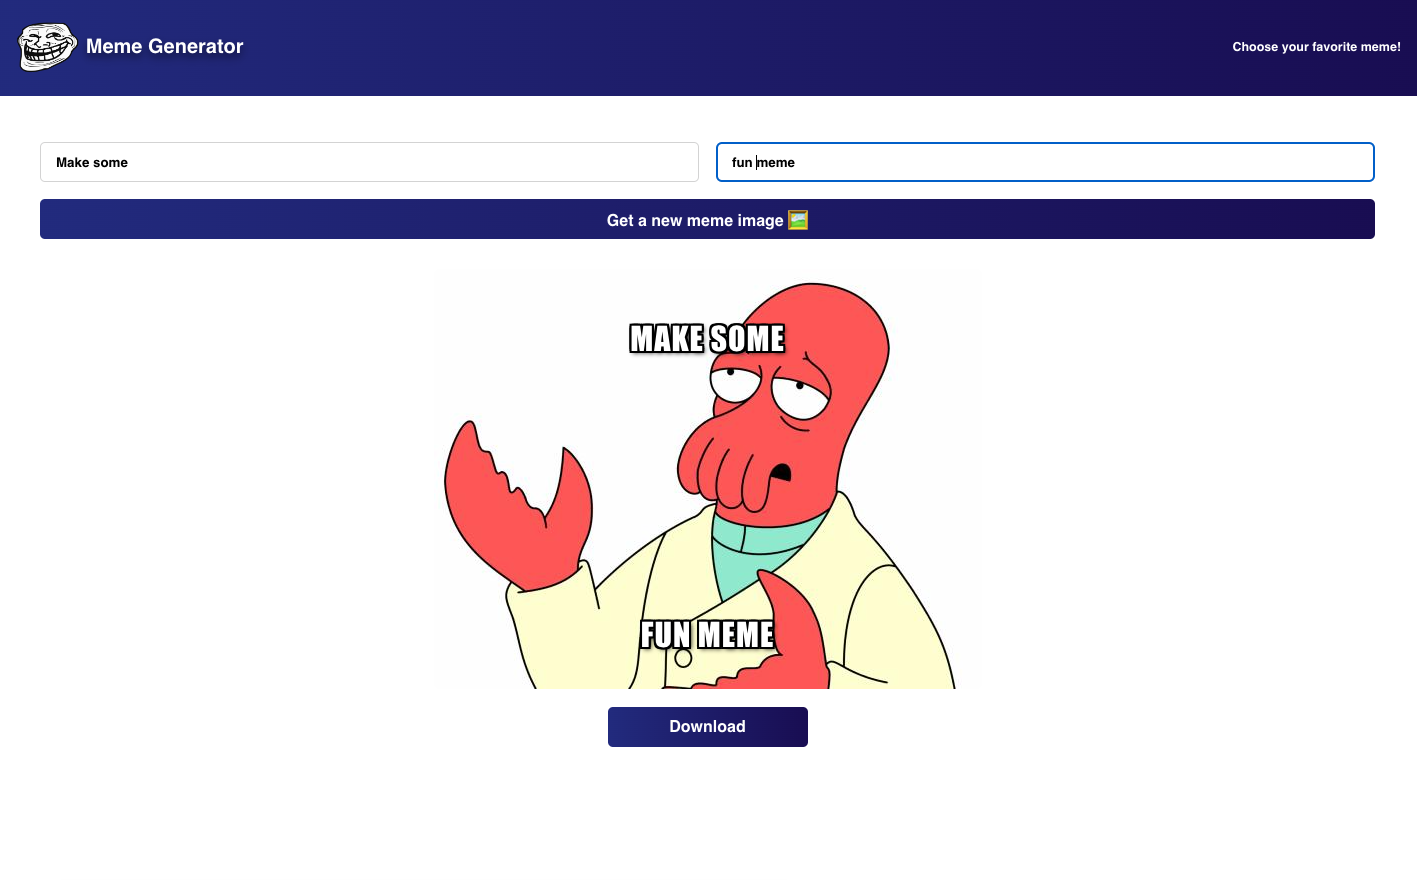 Meme Generator
Choose your favorite meme!
Make some
fun meme
Get a new meme image
MAKE SOME
FUN MEME
Download